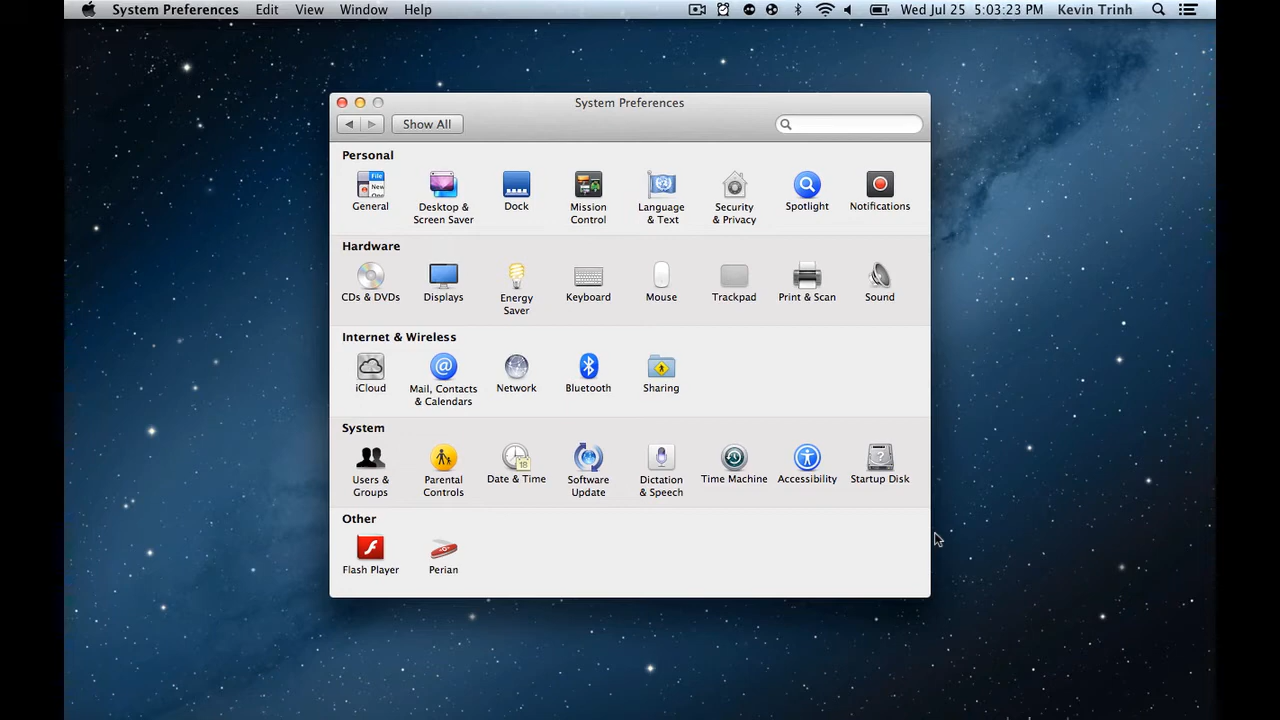 System Preferences Edit View Window Help Wed Jul 25 5:03:23 PM Kevin Trinh
System Preferences
Show All
Personal
General
Desktop &
Screen Saver
Dock
Mission
Control
Language
& Text
Security
& Privacy
Spotlight
Notifications
Hardware
CDs & DVDs
Displays
Energy
Saver
Keyboard
Mouse
Trackpad
Print & Scan
Sound
Internet & Wireless
iCloud
Mail, Contacts
& Calendars
Network
Bluetooth
Sharing
System
Users &
Groups
Parental
Controls
Date & Time
18
Software
Update
Dictation
& Speech
Time Machine
Accessibility
Startup Disk
Other
Flash Player
Perian